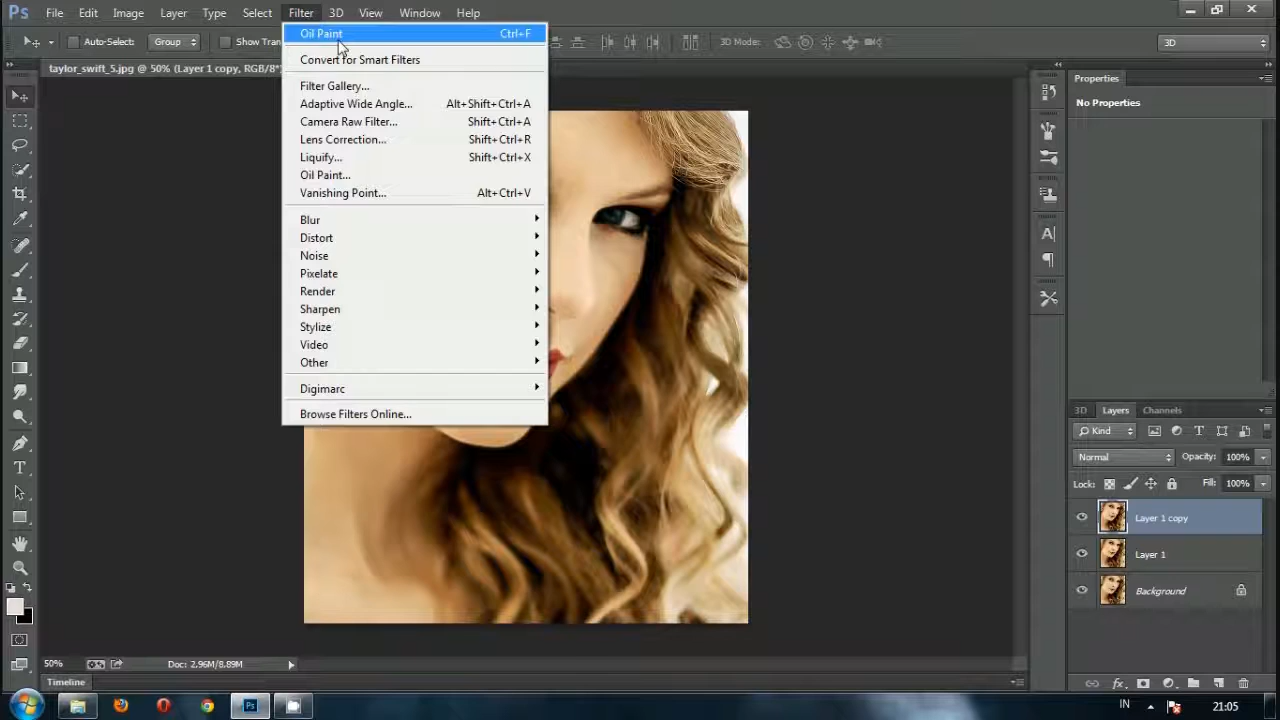 Ps File Edit Image Layer Type Select Filter 3D View Window Help
Auto-Select: Group Show Tran 3D Mode: 3D
taylor_swift_5.jpg @ 50% (Layer 1 copy, RGB/8*
Oil Paint Ctrl+F
Convert for Smart Filters
Filter Gallery...
Adaptive Wide Angle... Alt+Shift+Ctrl+A
Camera Raw Filter... Shift+Ctrl+A
Lens Correction... Shift+Ctrl+R
Liquify... Shift+Ctrl+X
Oil Paint...
Vanishing Point... Alt+Ctrl+V
Blur
Distort
Noise
Pixelate
Render
Sharpen
Stylize
Video
Other
Digimarc
Browse Filters Online...
Properties
No Properties
3D Layers Channels
Kind
Normal Opacity: 100%
Lock: Fill: 100%
Layer 1 copy
Layer 1
Background
50% Doc: 2,96M/8,89M
Timeline
Ps IN 21:05